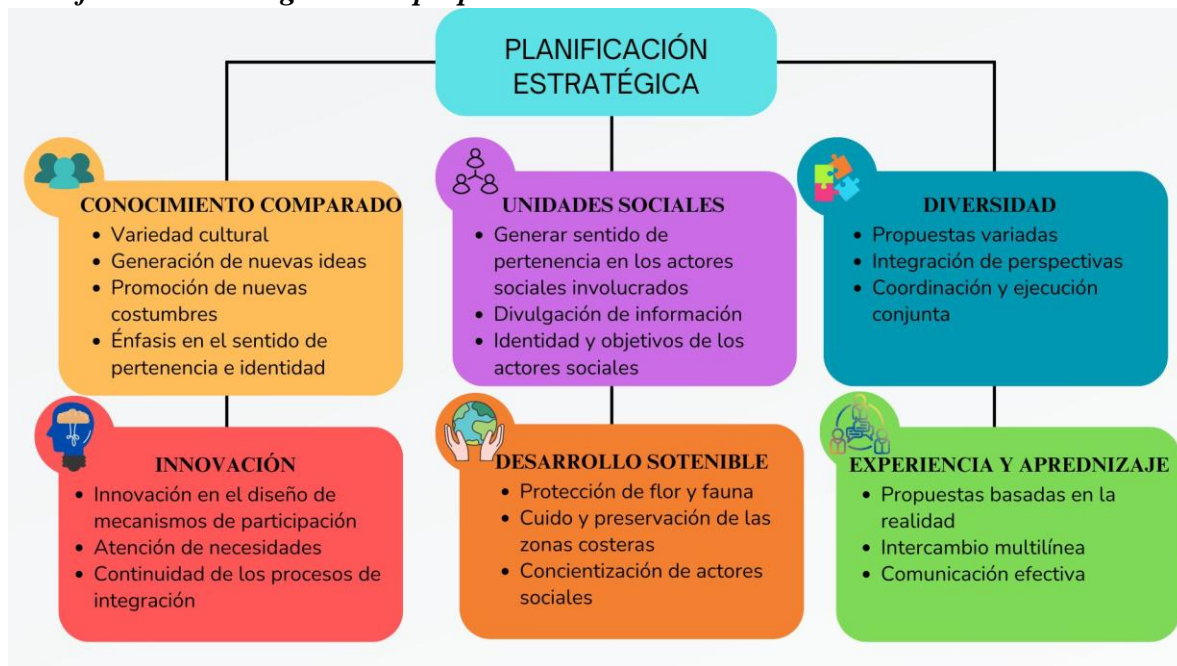 PLANIFICACIÓN
ESTRATÉGICA
CONOCIMIENTO COMPARADO
• Variedad cultural
• Generación de nuevas ideas
• Promoción de nuevas
costumbres
• Énfasis en el sentido de
pertenencia e identidad
UNIDADES SOCIALES
• Generar sentido de
pertenencia en los actores
sociales involucrados
• Divulgación de información
• Identidad y objetivos de los
actores sociales
DIVERSIDAD
• Propuestas variadas
• Integración de perspectivas
• Coordinación y ejecución
conjunta
INNOVACIÓN
• Innovación en el diseño de
mecanismos de participación
• Atención de necesidades
• Continuidad de los procesos de
integración
DESARROLLO SOTENIBLE
• Protección de flor y fauna
• Cuido y preservación de las
zonas costeras
• Concientización de actores
sociales
EXPERIENCIA Y APREDNIZAJE
• Propuestas basadas en la
realidad
• Intercambio multilínea
• Comunicación efectiva